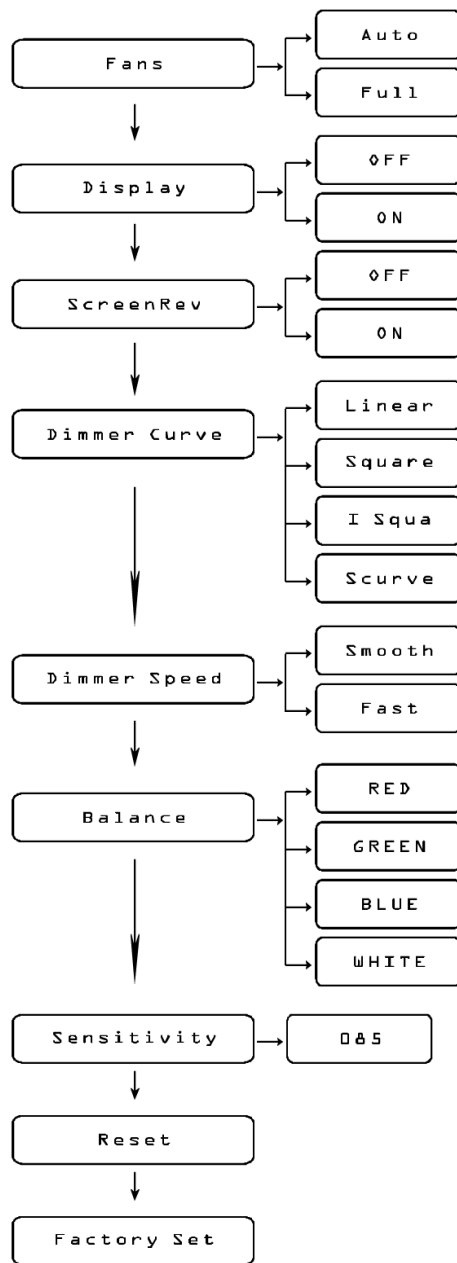 Fans
Auto
Full
Display
OFF
ON
ScreenRev
OFF
ON
Dimmer Curve
Linear
Square
I Squa
Scurve
Dimmer Speed
Smooth
Fast
Balance
RED
GREEN
BLUE
WHITE
Sensitivity
085
Reset
Factory Set